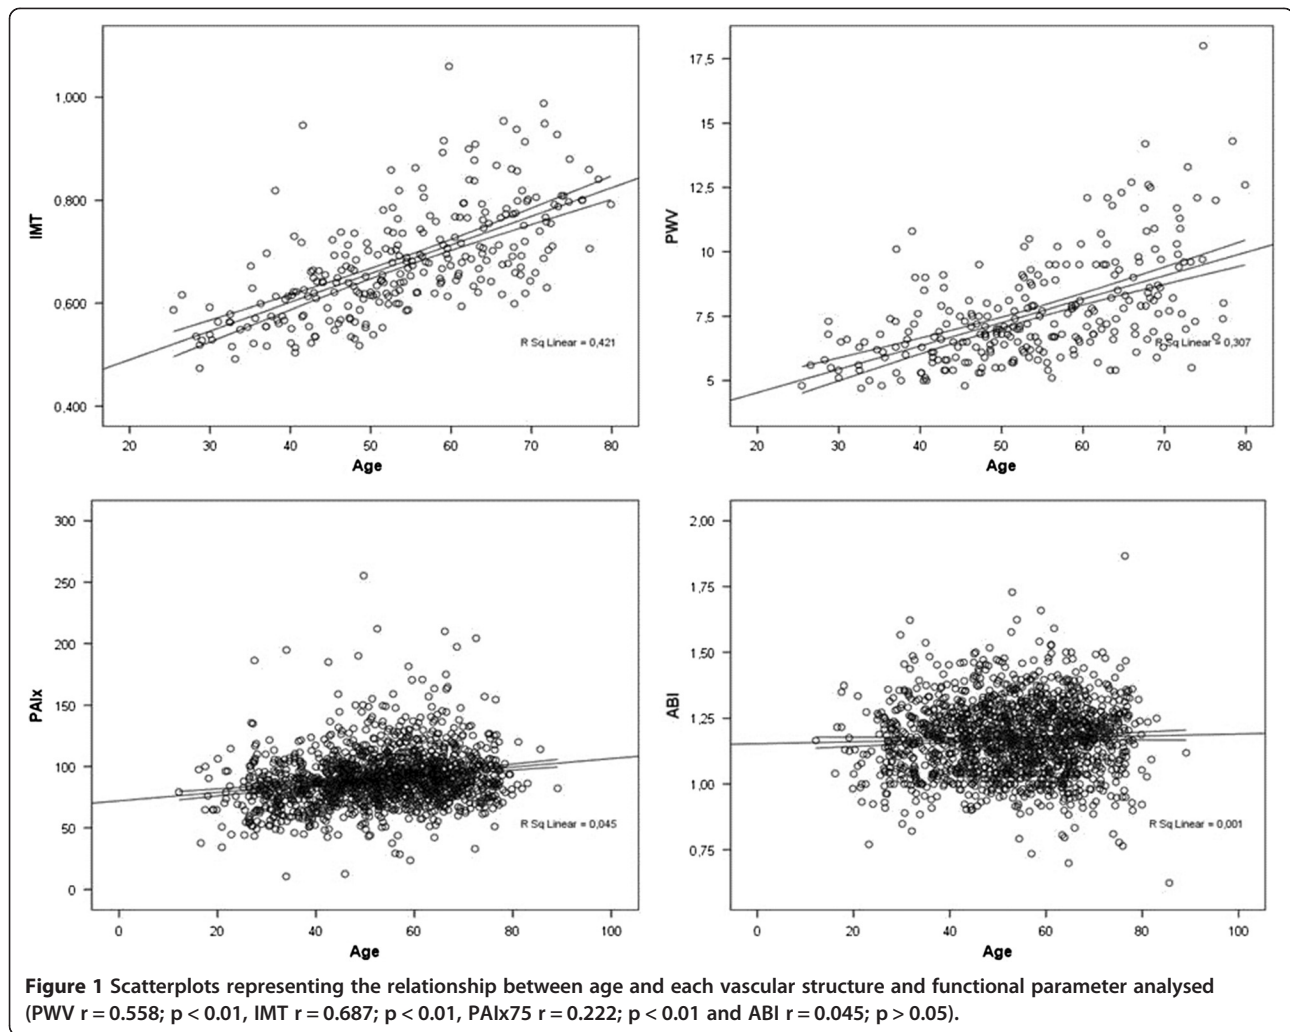 1,000
0,800
0,600
0,400
IMT
20 30 40 50 60 70 80
Age
R Sq Linear = 0,421
17,5
15
12,5
10
7,5
5
PWV
20 30 40 50 60 70 80
Age
R Sq Linear = 0,307
300
250
200
150
100
50
0
PAIx
0 20 40 60 80 100
Age
R Sq Linear = 0,045
2,00
1,75
1,50
1,25
1,00
0,75
ABI
0 20 40 60 80 100
Age
R Sq Linear = 0,001
Figure 1 Scatterplots representing the relationship between age and each vascular structure and functional parameter analysed
(PWV r = 0.558; p < 0.01, IMT r = 0.687; p < 0.01, PAIx75 r = 0.222; p < 0.01 and ABI r = 0.045; p > 0.05).